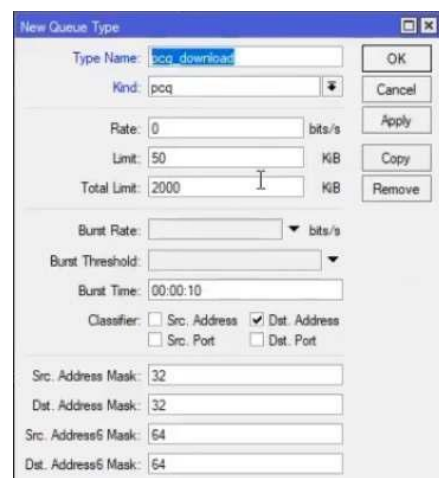 New Queue Type
Type Name: pcq_download
OK
Kind: pcq
Cancel
Rate: 0 bits/s
Apply
Limit: 50 KiB
Copy
Total Limit: 2000 KiB
Remove
Burst Rate: bits/s
Burst Threshold:
Burst Time: 00:00:10
Classifier: Src. Address Dst. Address
Src. Port Dst. Port
Src. Address Mask: 32
Dst. Address Mask: 32
Src. Address6 Mask: 64
Dst. Address6 Mask: 64